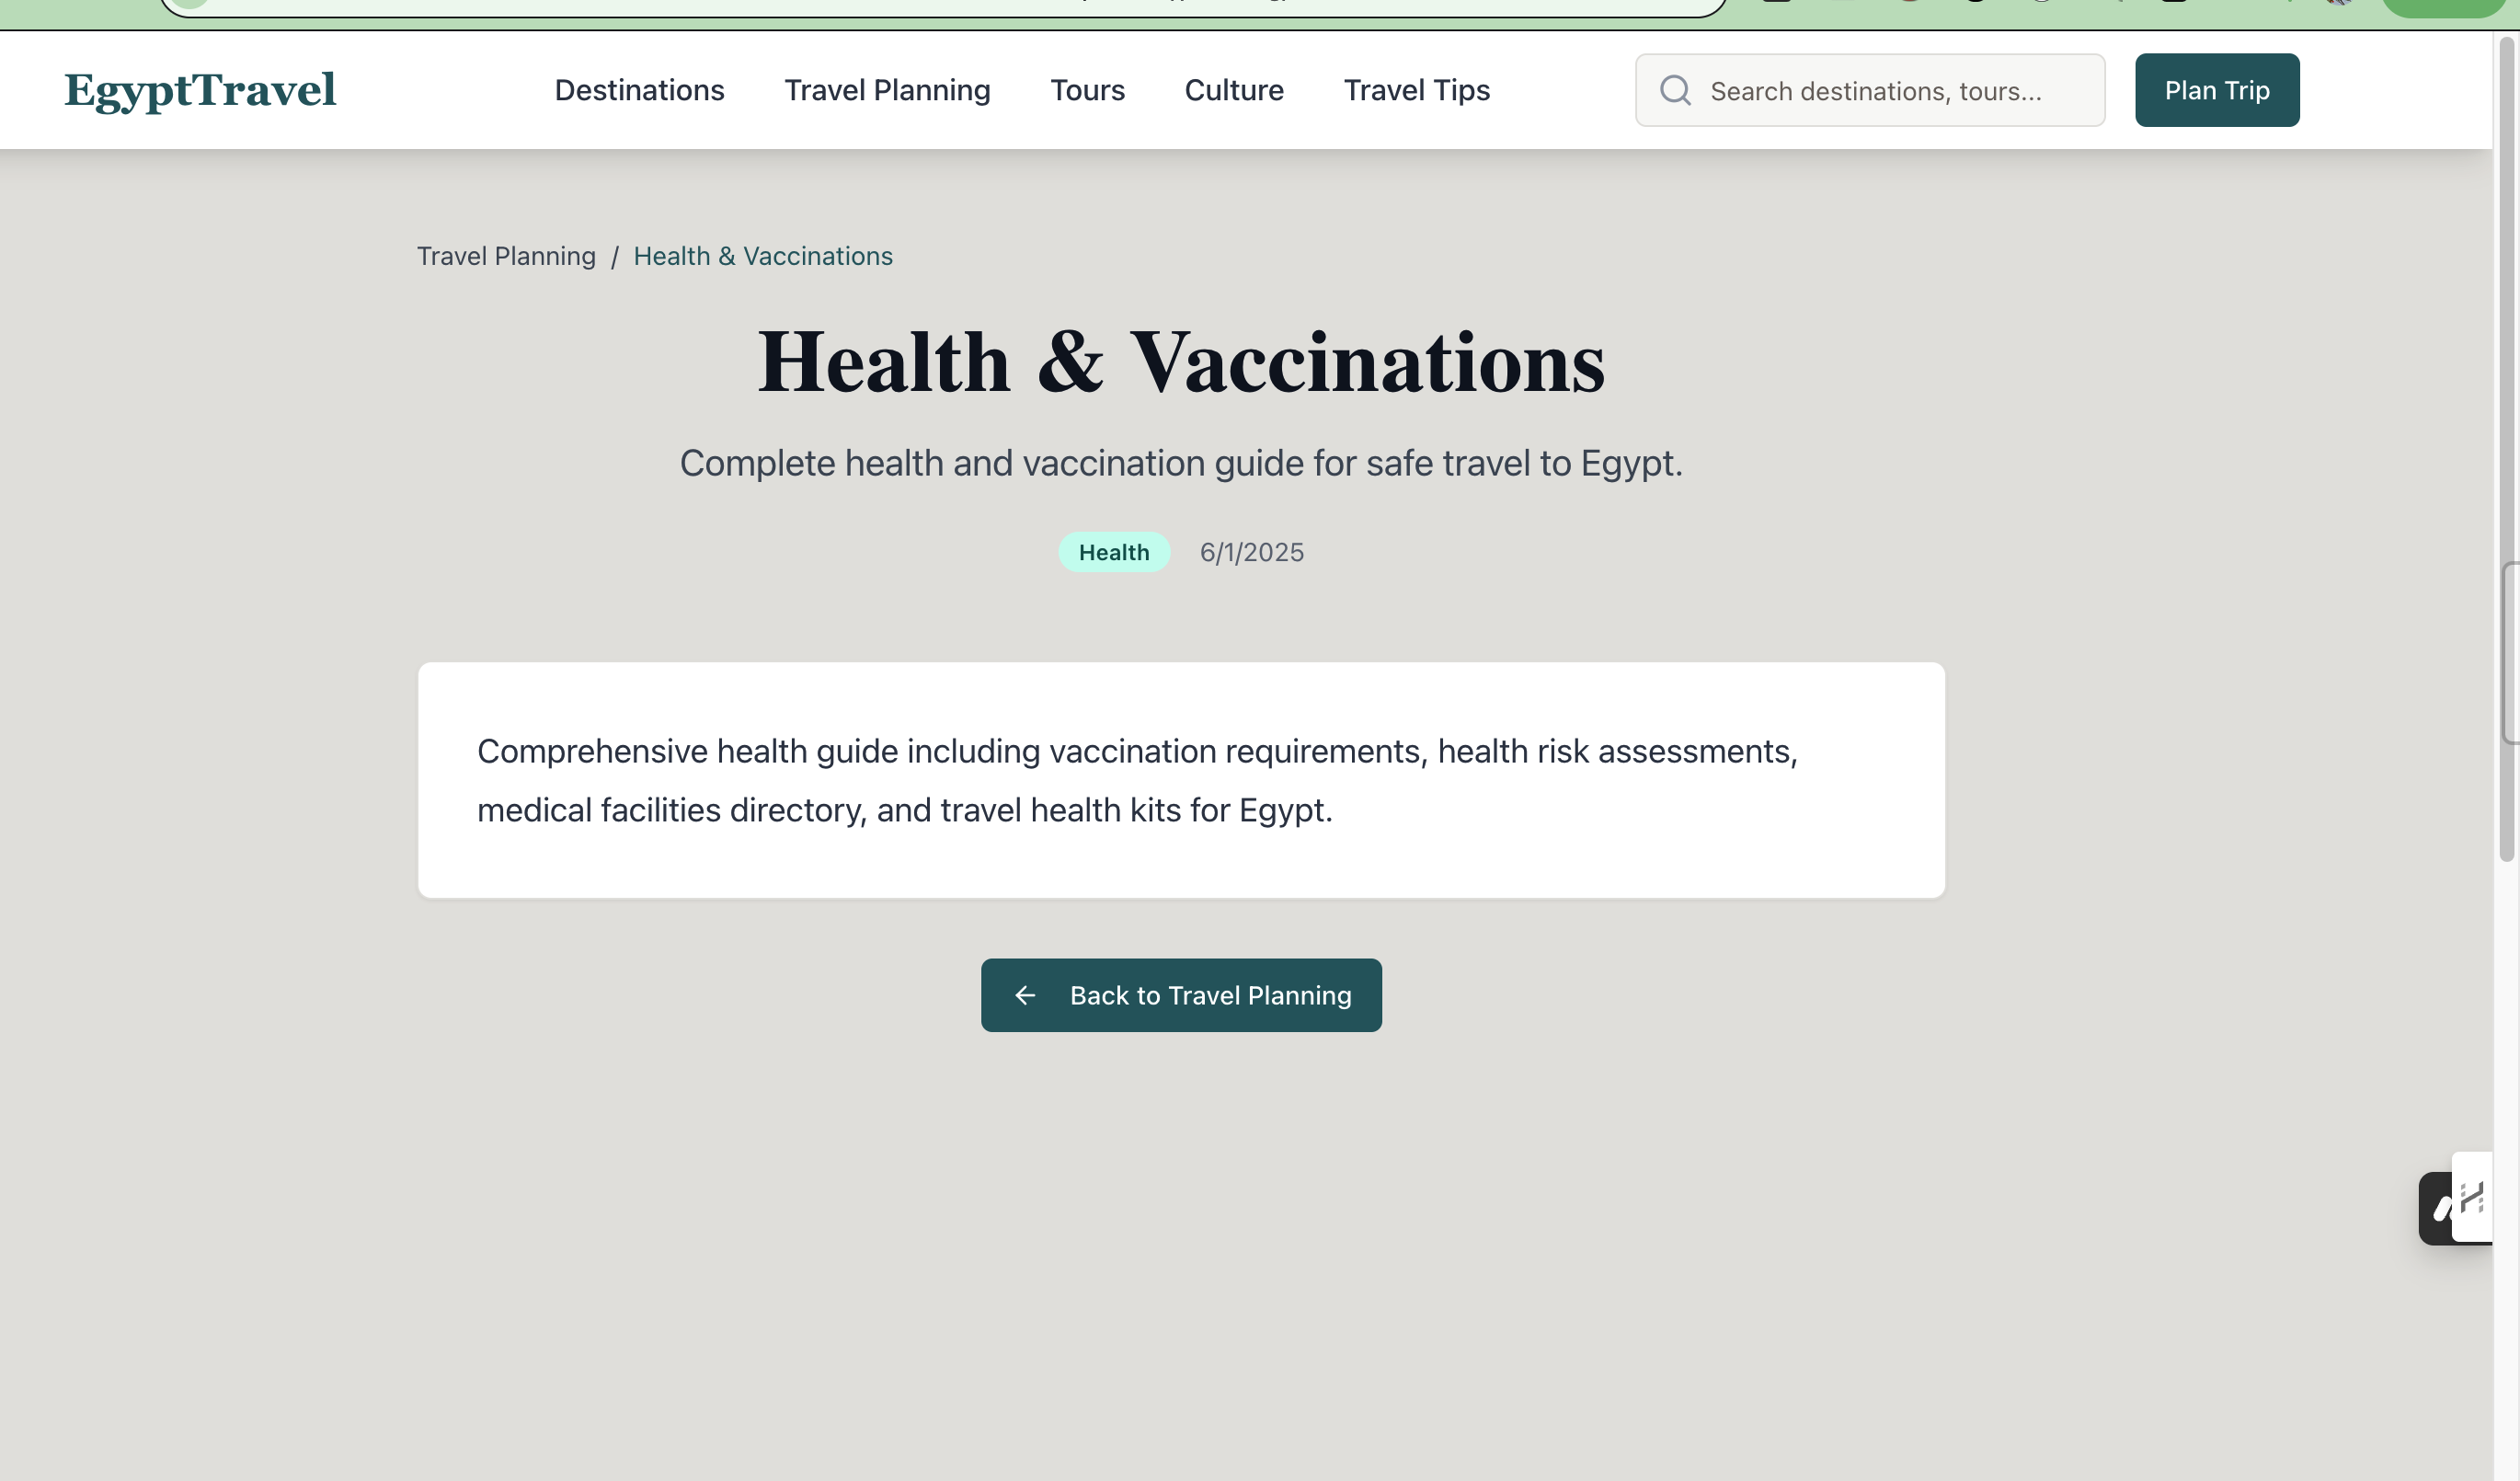 EgyptTravel
Destinations
Travel Planning
Tours
Culture
Travel Tips
Search destinations, tours...
Plan Trip
Travel Planning / Health & Vaccinations
Health & Vaccinations
Complete health and vaccination guide for safe travel to Egypt.
Health
6/1/2025
Comprehensive health guide including vaccination requirements, health risk assessments,
medical facilities directory, and travel health kits for Egypt.
Back to Travel Planning